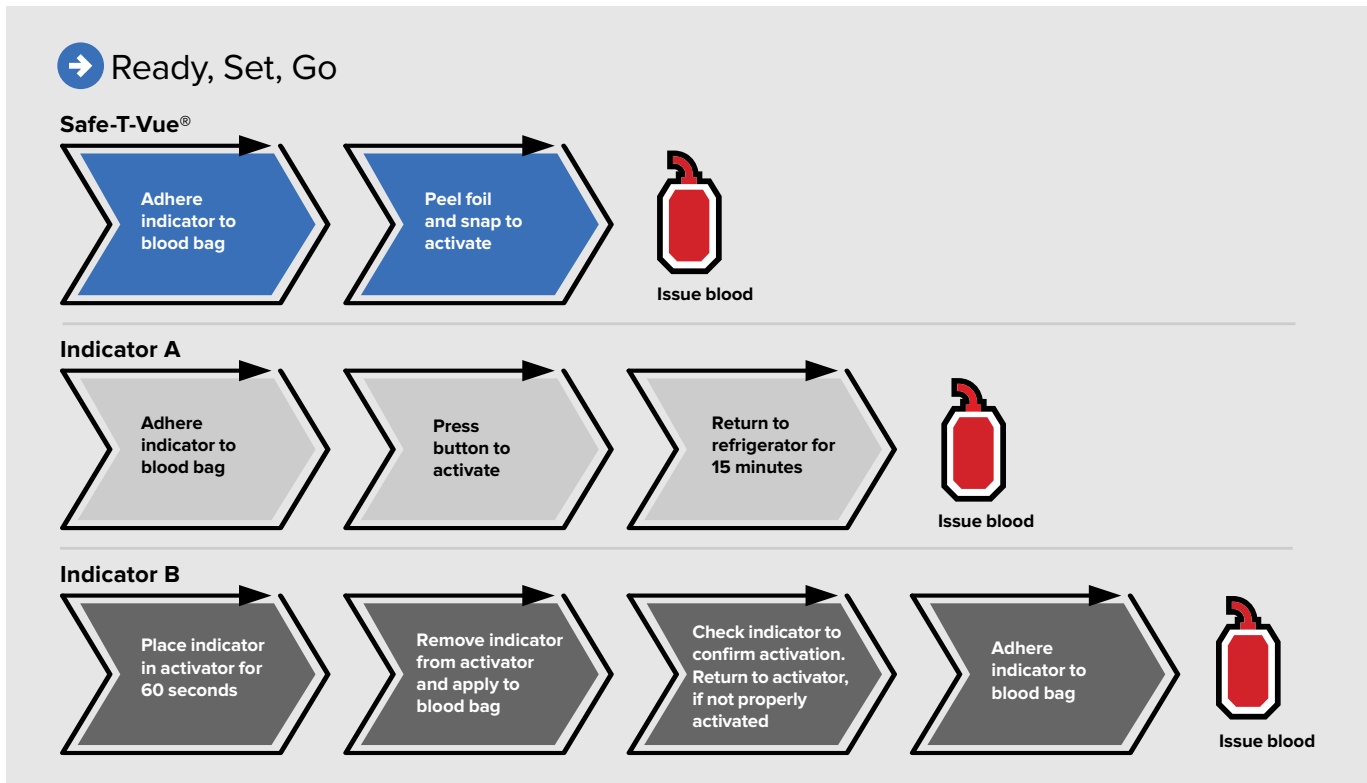 Ready, Set, Go
Safe-T-Vue®
Adhere
indicator to
blood bag
Peel foil
and snap to
activate
Issue blood
Indicator A
Adhere
indicator to
blood bag
Press
button to
activate
Return to
refrigerator for
15 minutes
Issue blood
Indicator B
Place indicator
in activator for
60 seconds
Remove indicator
from activator
and apply to
blood bag
Check indicator to
confirm activation.
Return to activator,
if not properly
activated
Adhere
indicator to
blood bag
Issue blood